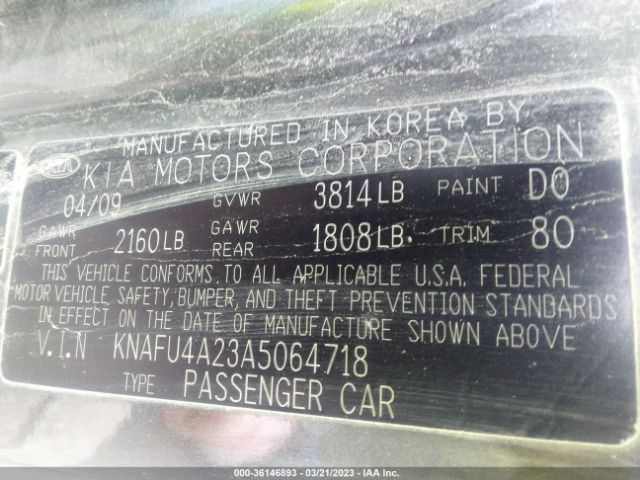 MANUFACTURED IN KOREA BY
KIA KIA MOTORS CORPORATION
04/09 GVWR 3814LB PAINT D0
GAWR FRONT 2160LB GAWR REAR 1808LB. TRIM 80
THIS VEHICLE CONFORMS TO ALL APPLICABLE U.S.A. FEDERAL
MOTOR VEHICLE SAFETY, BUMPER, AND THEFT PREVENTION STANDARDS
IN EFFECT ON THE DATE OF MANUFACTURE SHOWN ABOVE
V.I.N KNAFU4A23A5064718
TYPE PASSENGER CAR
000-36146893 — 03/21/2023 — IAA Inc.